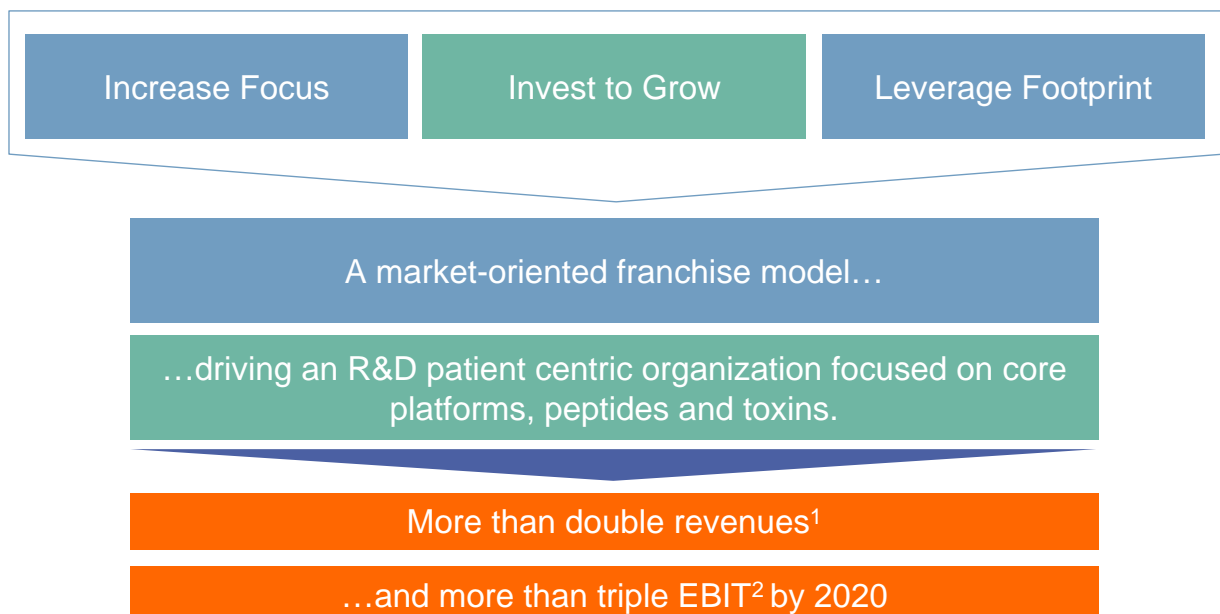 Increase Focus
Invest to Grow
Leverage Footprint
A market-oriented franchise model…
…driving an R&D patient centric organization focused on core
platforms, peptides and toxins.
More than double revenues¹
…and more than triple EBIT² by 2020